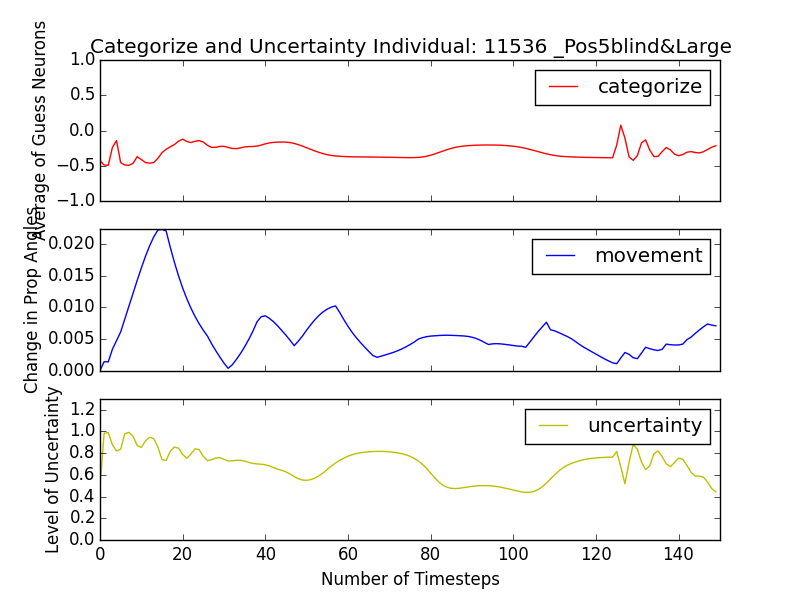 Categorize and Uncertainty Individual: 11536 _Pos5blind&Large
Average of Guess Neurons
1.0
0.5
0.0
−0.5
−1.0
categorize
Change in Prop Angles
0.020
0.015
0.010
0.005
0.000
movement
Level of Uncertainty
1.2
1.0
0.8
0.6
0.4
0.2
0.0
uncertainty
0 20 40 60 80 100 120 140
Number of Timesteps